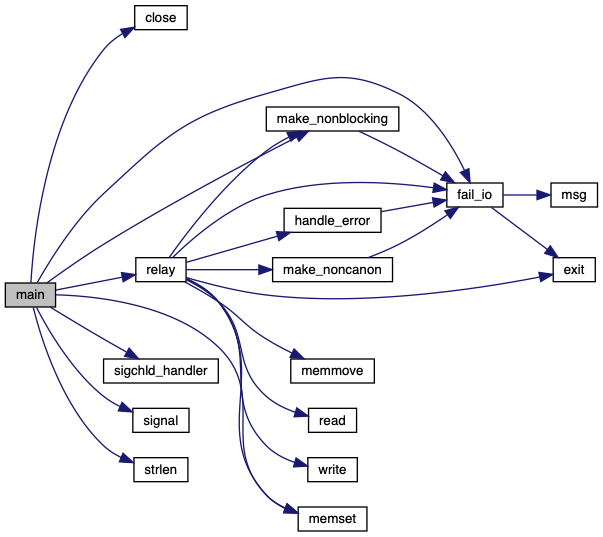 close
make_nonblocking
fail_io
msg
handle_error
relay
make_noncanon
exit
main
sigchld_handler
memmove
signal
read
strlen
write
memset